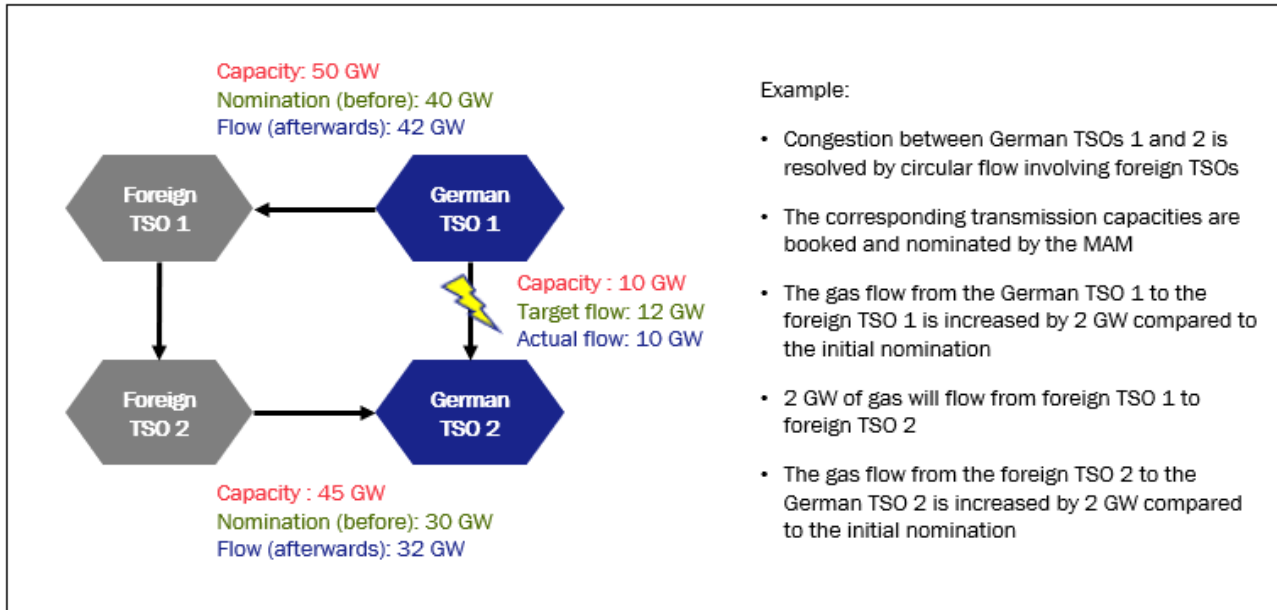 Capacity: 50 GW
Nomination (before): 40 GW
Flow (afterwards): 42 GW
Foreign
TSO 1
German
TSO 1
Capacity : 10 GW
Target flow: 12 GW
Actual flow: 10 GW
Foreign
TSO 2
German
TSO 2
Capacity : 45 GW
Nomination (before): 30 GW
Flow (afterwards): 32 GW
Example:
• Congestion between German TSOs 1 and 2 is
resolved by circular flow involving foreign TSOs
• The corresponding transmission capacities are
booked and nominated by the MAM
• The gas flow from the German TSO 1 to the
foreign TSO 1 is increased by 2 GW compared to
the initial nomination
• 2 GW of gas will flow from foreign TSO 1 to
foreign TSO 2
• The gas flow from the foreign TSO 2 to the
German TSO 2 is increased by 2 GW compared
to the initial nomination